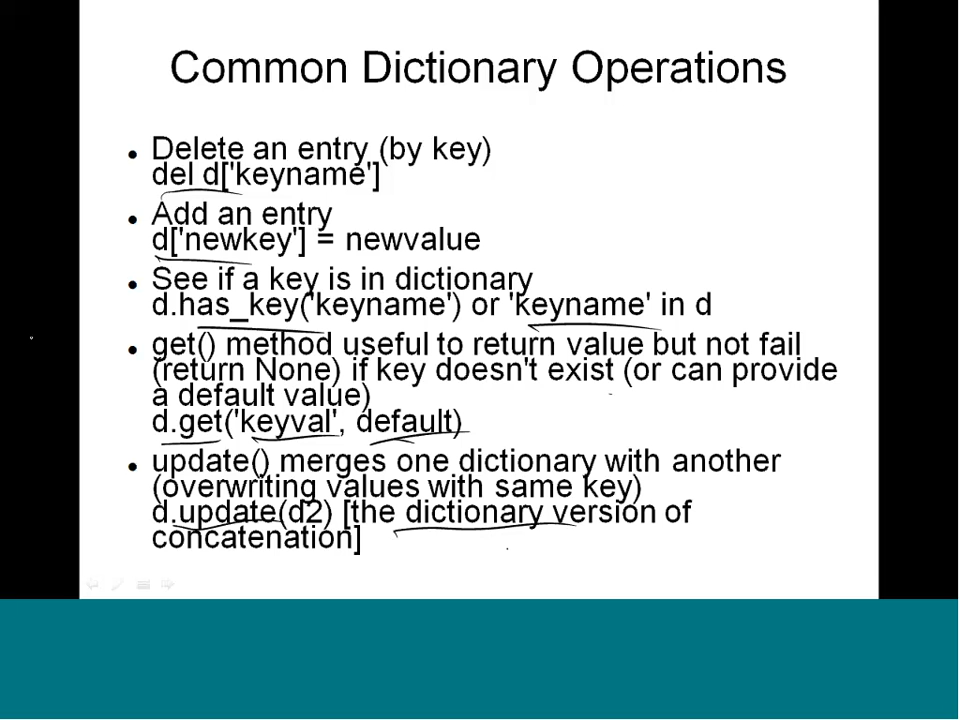 Common Dictionary Operations
Delete an entry (by key)
del d['keyname']
Add an entry
d['newkey'] = newvalue
See if a key is in dictionary
d.has_key('keyname') or 'keyname' in d
get() method useful to return value but not fail
(return None) if key doesn't exist (or can provide
a default value)
d.get('keyval', default)
update() merges one dictionary with another
(overwriting values with same key)
d.update(d2) [the dictionary version of
concatenation]